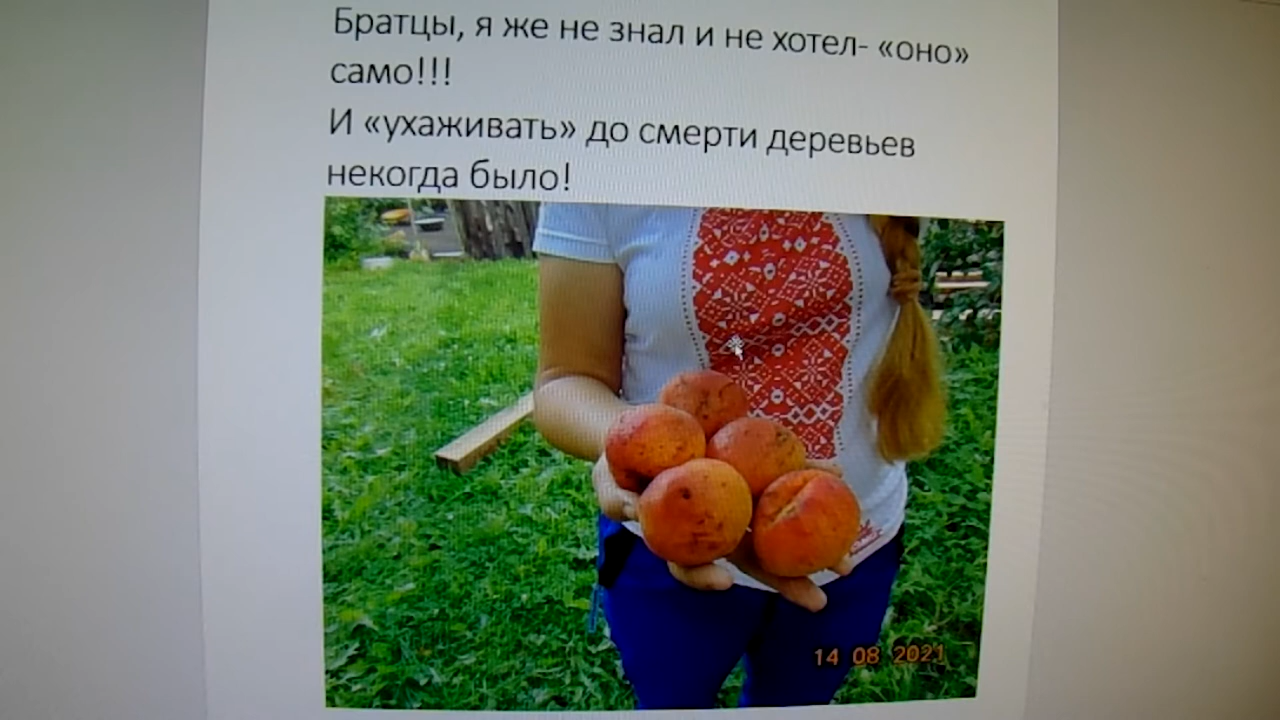 Братцы, я же не знал и не хотел- «оно»
само!!!
И «ухаживать» до смерти деревьев
некогда было!
14 08 2021